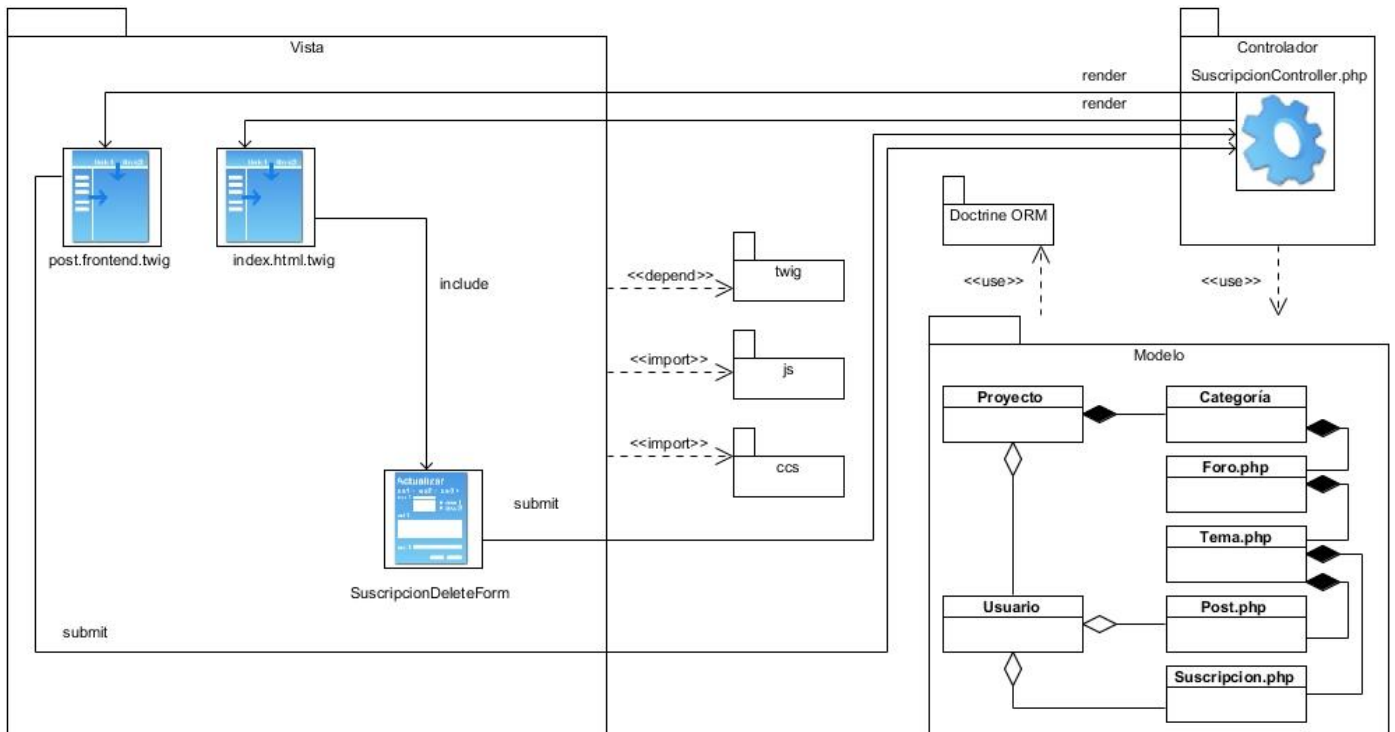 Vista
Controlador
SuscripcionController.php
render
render
post.frontend.twig
index.html.twig
include
Doctrine ORM
<<depend>>
twig
<<use>>
<<use>>
<<import>>
js
<<import>>
ccs
Modelo
Proyecto
Categoría
Foro.php
Tema.php
Usuario
Post.php
Suscripcion.php
Actualizar
submit
SuscripcionDeleteForm
submit